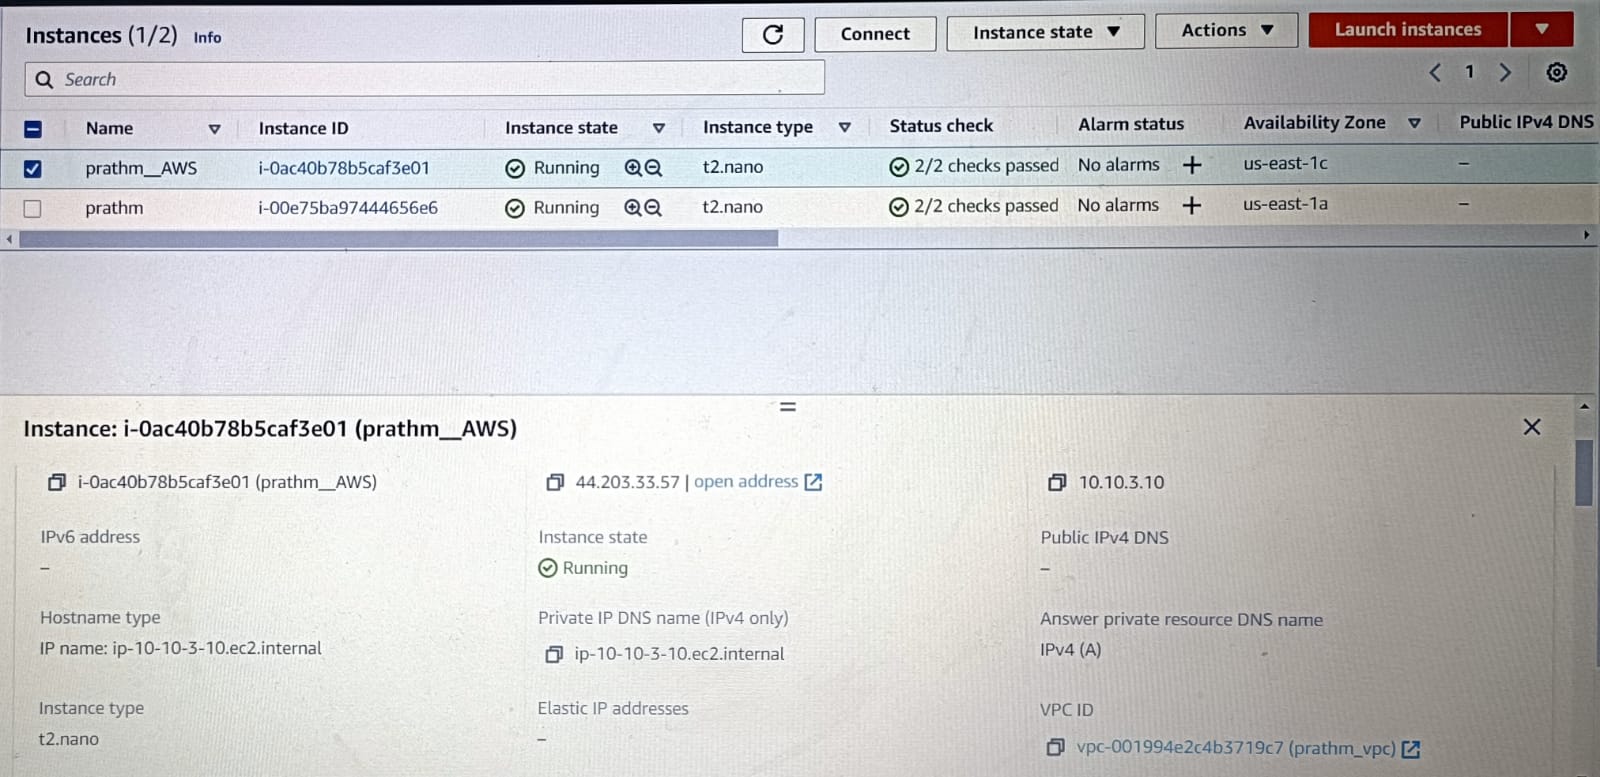 Instances (1/2) Info Connect Instance state Actions Launch instances
Search 1
Name Instance ID Instance state Instance type Status check Alarm status Availability Zone Public IPv4 DNS
prathm__AWS i-0ac40b78b5caf3e01 Running t2.nano 2/2 checks passed No alarms + us-east-1c –
prathm i-00e75ba97444656e6 Running t2.nano 2/2 checks passed No alarms + us-east-1a –
Instance: i-0ac40b78b5caf3e01 (prathm__AWS)
i-0ac40b78b5caf3e01 (prathm__AWS) 44.203.33.57 | open address 10.10.3.10
IPv6 address Instance state Public IPv4 DNS
– Running –
Hostname type Private IP DNS name (IPv4 only) Answer private resource DNS name
IP name: ip-10-10-3-10.ec2.internal ip-10-10-3-10.ec2.internal IPv4 (A)
Instance type Elastic IP addresses VPC ID
t2.nano – vpc-001994e2c4b3719c7 (prathm_vpc)